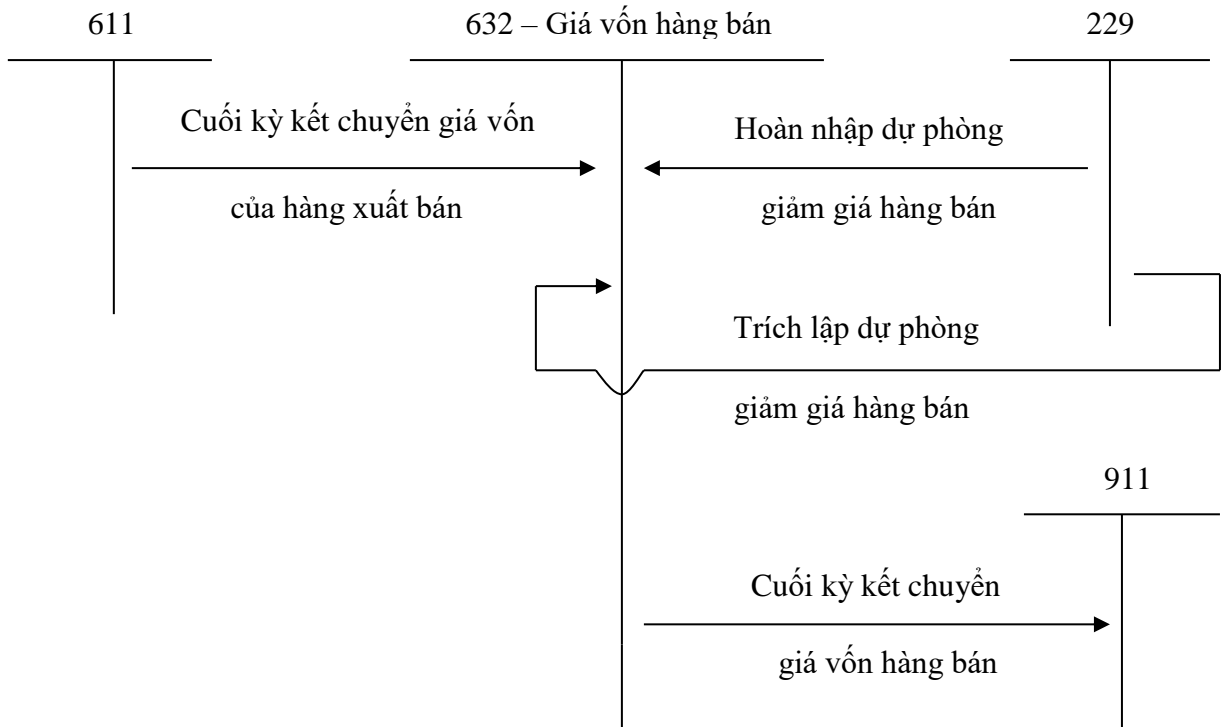 611
632 – Giá vốn hàng bán
229
Cuối kỳ kết chuyển giá vốn
của hàng xuất bán
Hoàn nhập dự phòng
giảm giá hàng bán
Trích lập dự phòng
giảm giá hàng bán
911
Cuối kỳ kết chuyển
giá vốn hàng bán